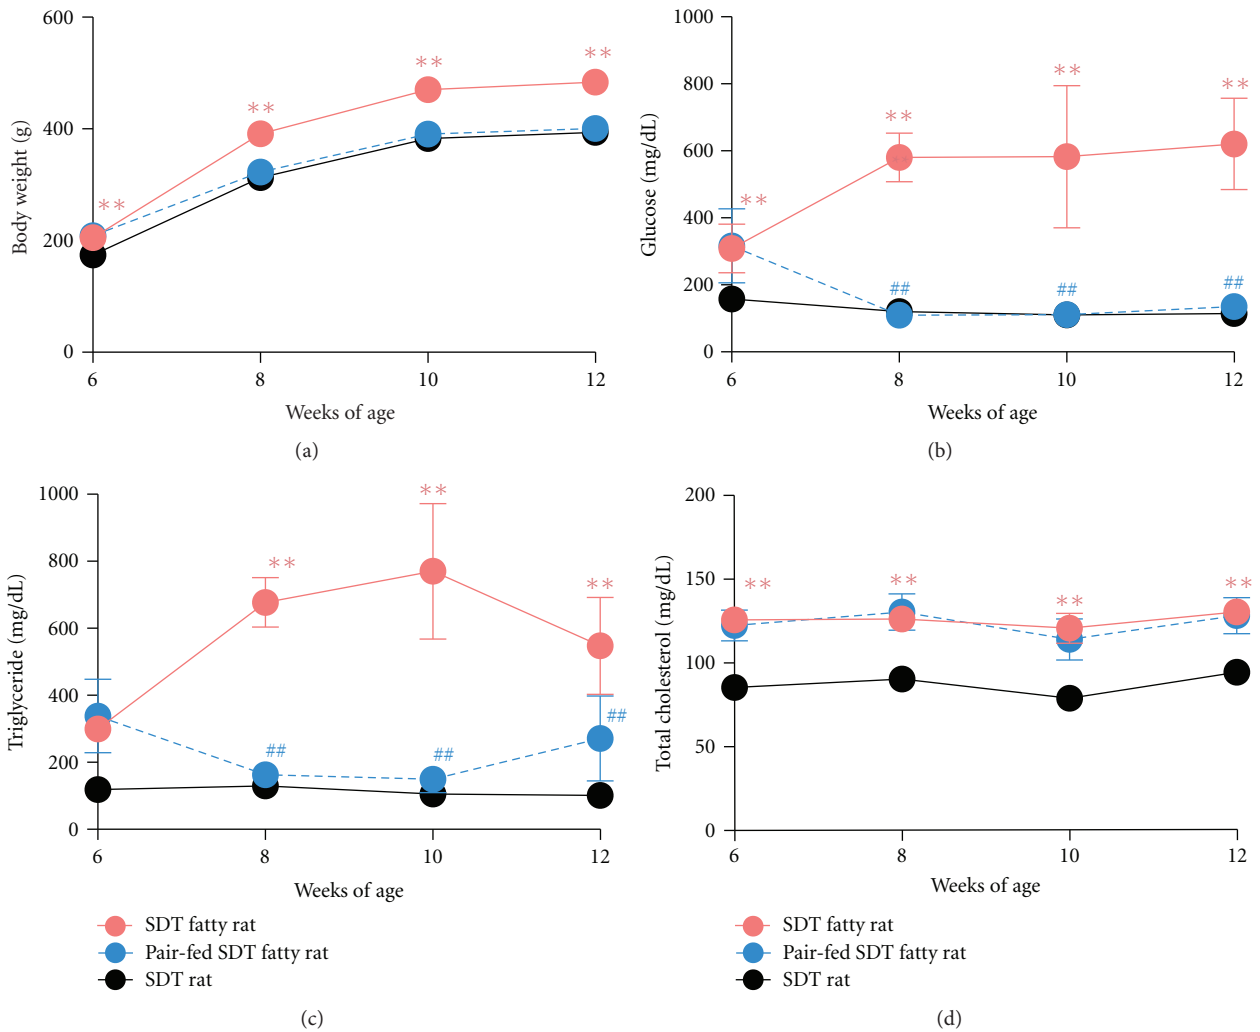 Body weight (g)
600
400
200
0
6
8
10
12
** ** ** **
Weeks of age
(a)
Glucose (mg/dL)
1000
800
600
400
200
0
6
8
10
12
** ** ** **
## ## ##
Weeks of age
(b)
Triglyceride (mg/dL)
1000
800
600
400
200
0
6
8
10
12
** ** **
## ## ##
Weeks of age
SDT fatty rat
Pair-fed SDT fatty rat
SDT rat
(c)
Total cholesterol (mg/dL)
200
150
100
50
0
6
8
10
12
** ** ** **
Weeks of age
SDT fatty rat
Pair-fed SDT fatty rat
SDT rat
(d)